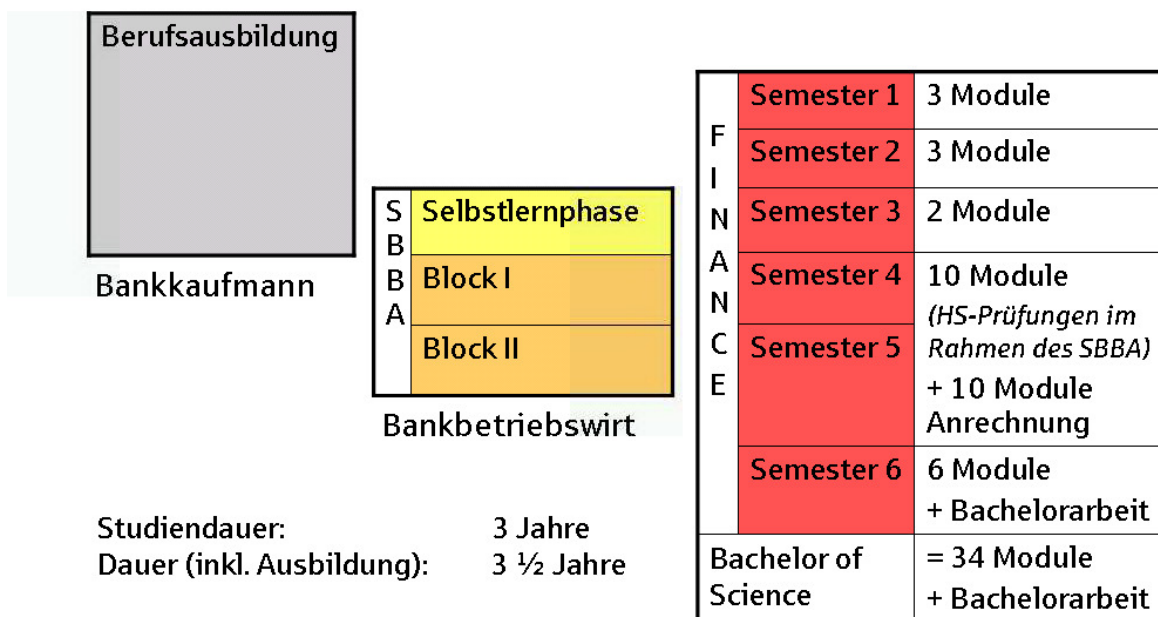 Berufsausbildung
Bankkaufmann
S
B
B
A
Selbstlernphase
Block I
Block II
Bankbetriebswirt
F
I
N
A
N
C
E
Semester 1 3 Module
Semester 2 3 Module
Semester 3 2 Module
Semester 4 10 Module
(HS-Prüfungen im
Semester 5 Rahmen des SBBA)
+ 10 Module
Anrechnung
Semester 6 6 Module
+ Bachelorarbeit
Bachelor of = 34 Module
Science + Bachelorarbeit
Studiendauer: 3 Jahre
Dauer (inkl. Ausbildung): 3 ½ Jahre